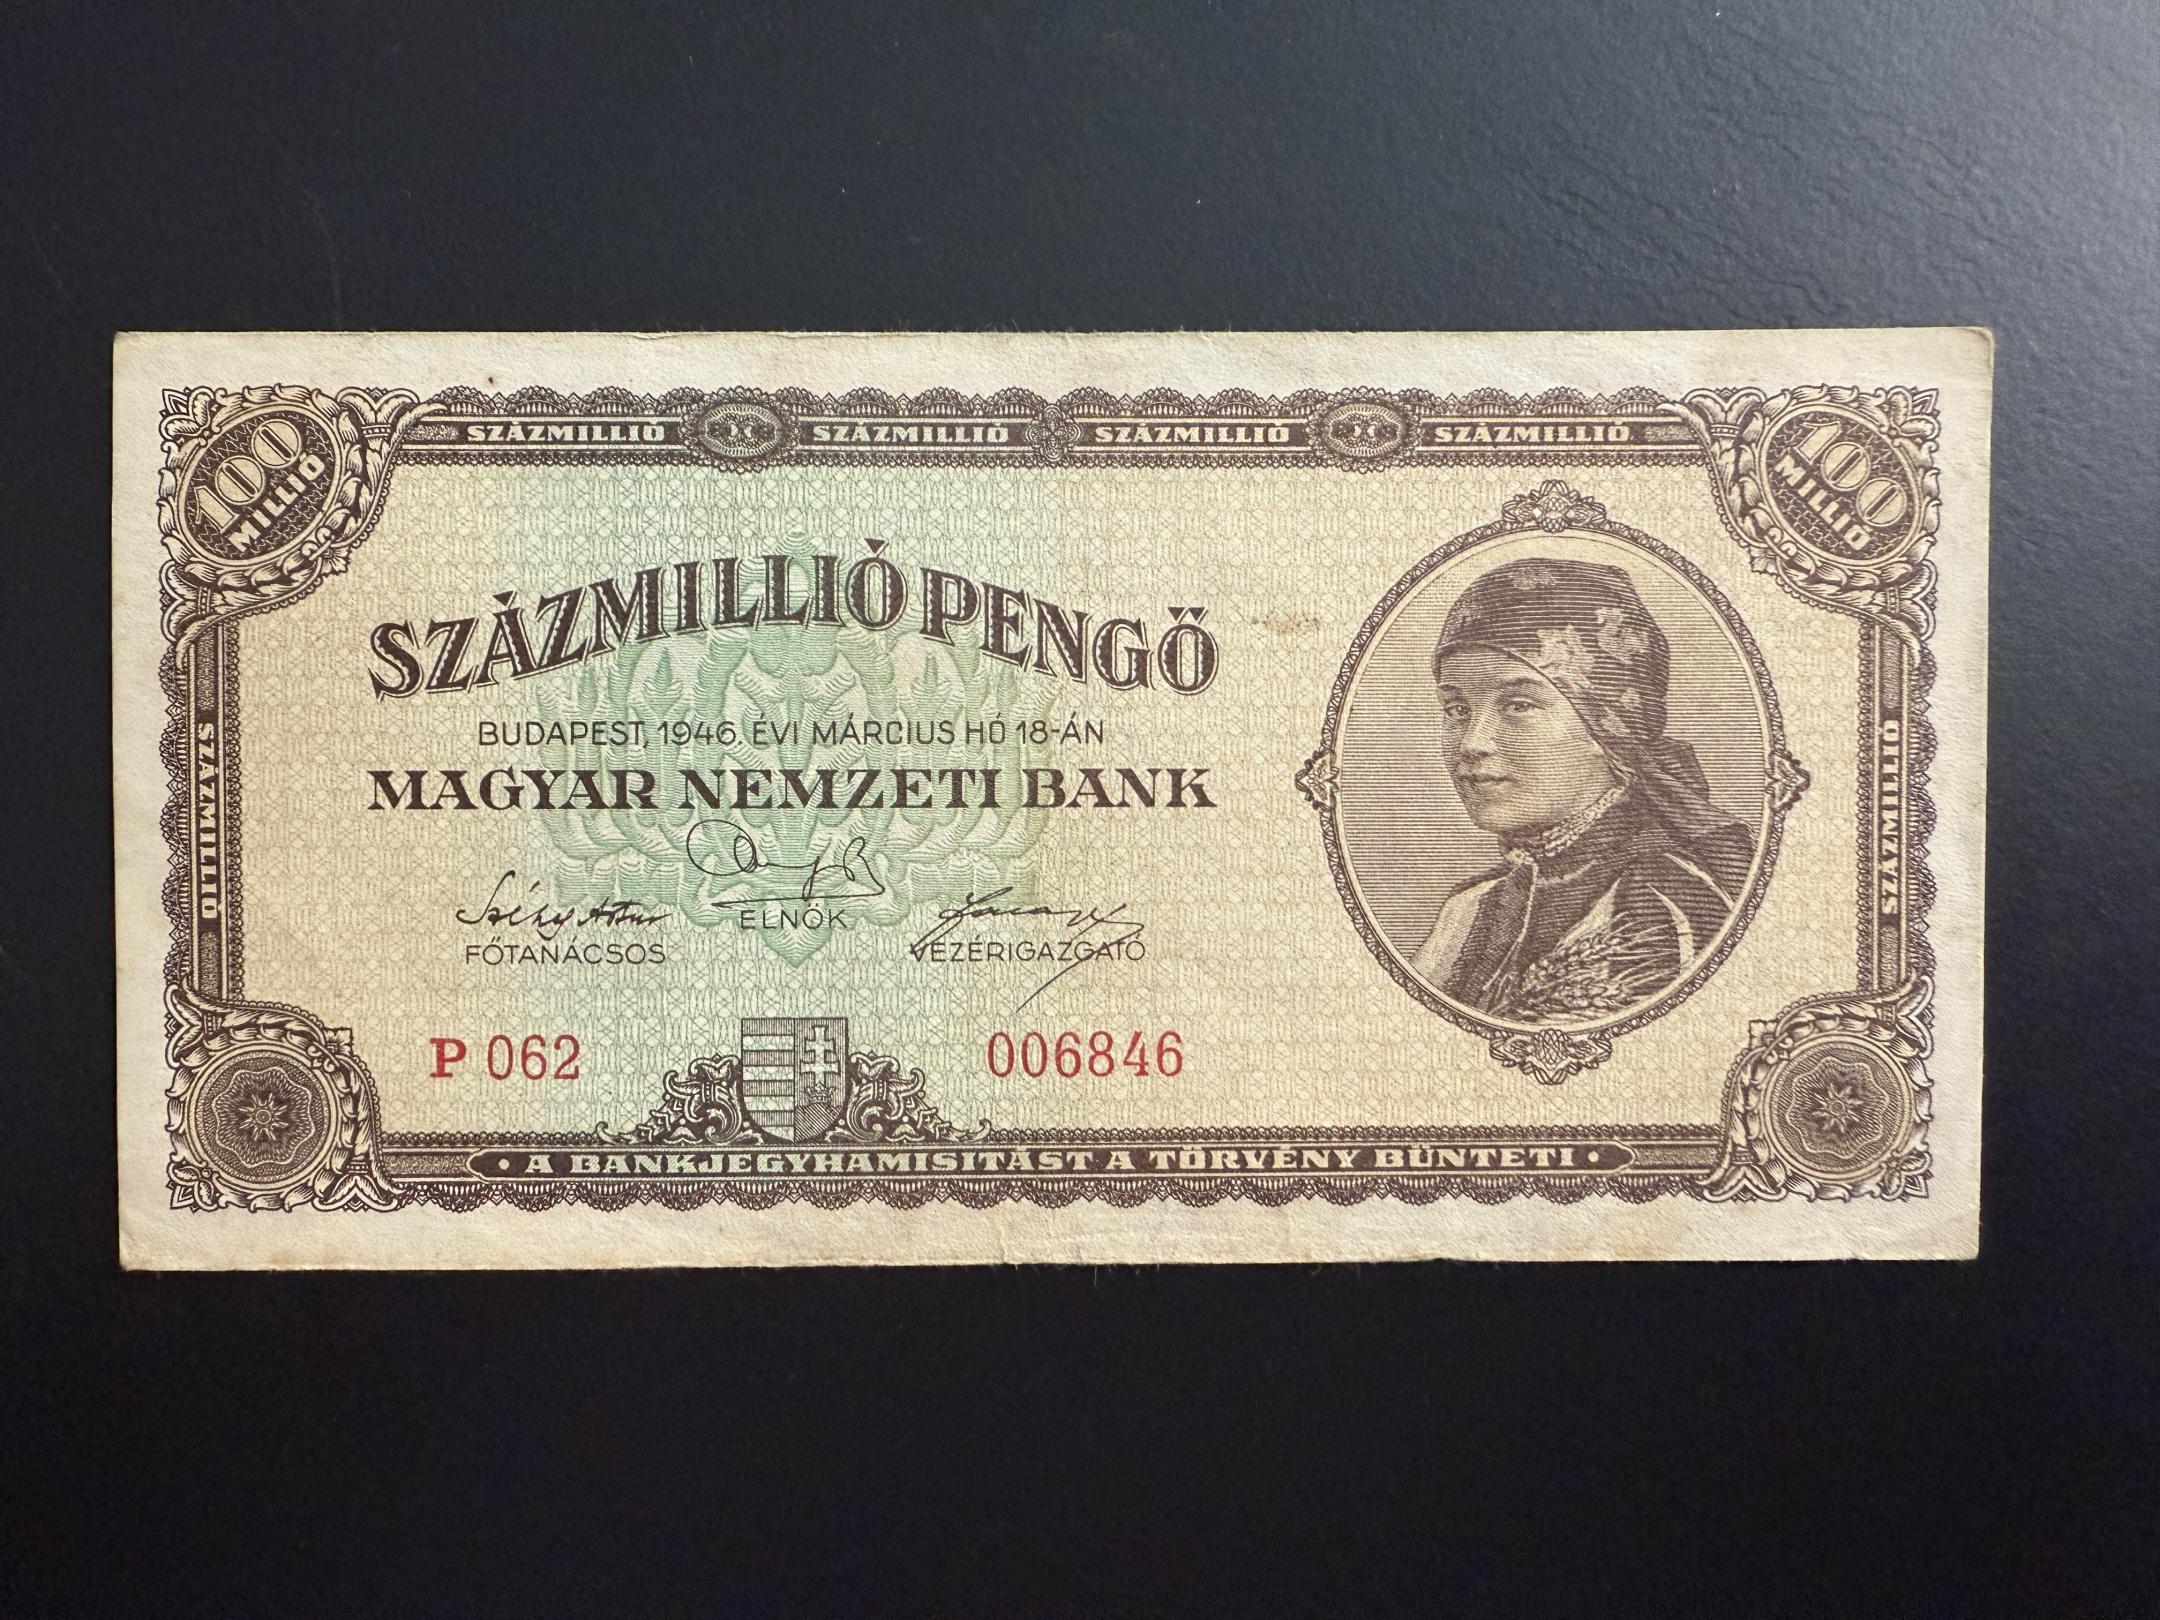 100 MILLIÓ
SZÁZMILLIÓ SZÁZMILLIÓ SZÁZMILLIÓ SZÁZMILLIÓ
100 MILLIÓ
SZÁZMILLIÓ PENGŐ
BUDAPEST, 1946. ÉVI MÁRCIUS HÓ 18-ÁN
MAGYAR NEMZETI BANK
SZÁZMILLIÓ
SZÁZMILLIÓ
ELNÖK
FŐTANÁCSOS
VEZÉRIGAZGATÓ
P 062
006846
• A BANKJEGYHAMISITÁST A TÖRVÉNY BÜNTETI •